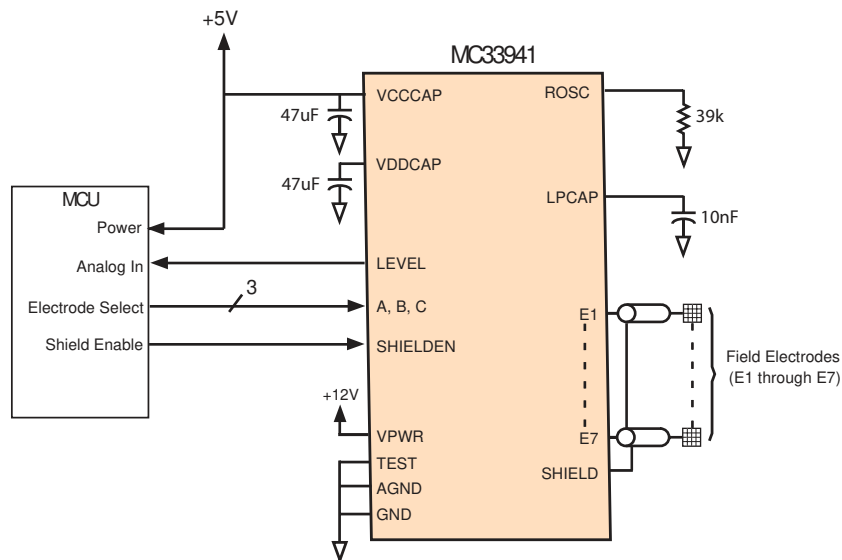 +5V
MC33941
VCCCAP
ROSC
47uF
39k
VDDCAP
47uF
MCU
LPCAP
10nF
Power
Analog In
LEVEL
3
Electrode Select
A, B, C
E1
Shield Enable
SHIELDEN
Field Electrodes
(E1 through E7)
+12V
VPWR
E7
TEST
SHIELD
AGND
GND